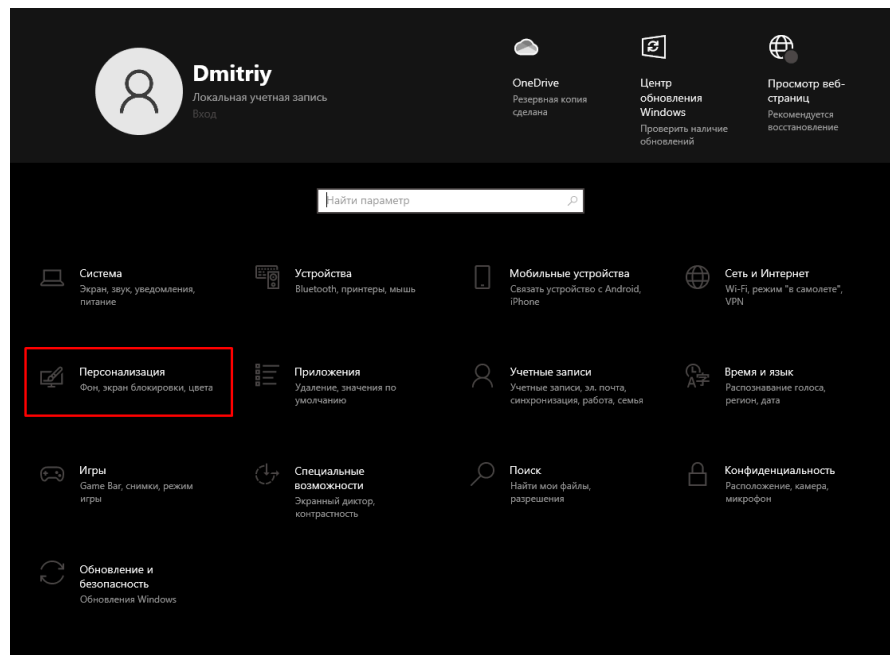 Dmitriy
Локальная учетная запись
Вход
OneDrive
Резервная копия
сделана
Центр
обновления
Windows
Проверить наличие
обновлений
Просмотр веб-
страниц
Рекомендуется
восстановление
Найти параметр
Система
Экран, звук, уведомления,
питание
Устройства
Bluetooth, принтеры, мышь
Мобильные устройства
Связать устройство с Android,
iPhone
Сеть и Интернет
Wi-Fi, режим "в самолете",
VPN
Персонализация
Фон, экран блокировки, цвета
Приложения
Удаление, значения по
умолчанию
Учетные записи
Учетные записи, эл. почта,
синхронизация, работа, семья
Время и язык
Распознавание голоса,
регион, дата
Игры
Game Bar, снимки, режим
игры
Специальные
возможности
Экранный диктор,
контрастность
Поиск
Найти мои файлы,
разрешения
Конфиденциальность
Расположение, камера,
микрофон
Обновление и
безопасность
Обновления Windows